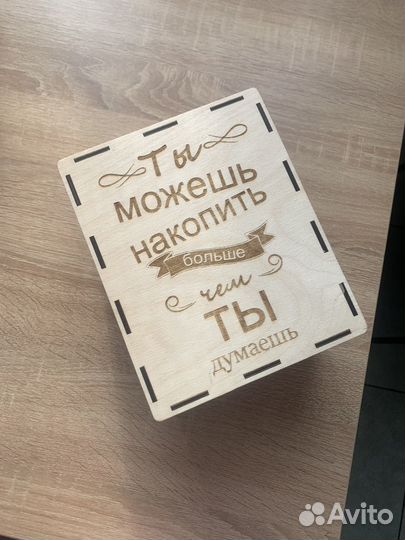 Ты
можешь
накопить
больше
чем
ТЫ
думаешь
Avito